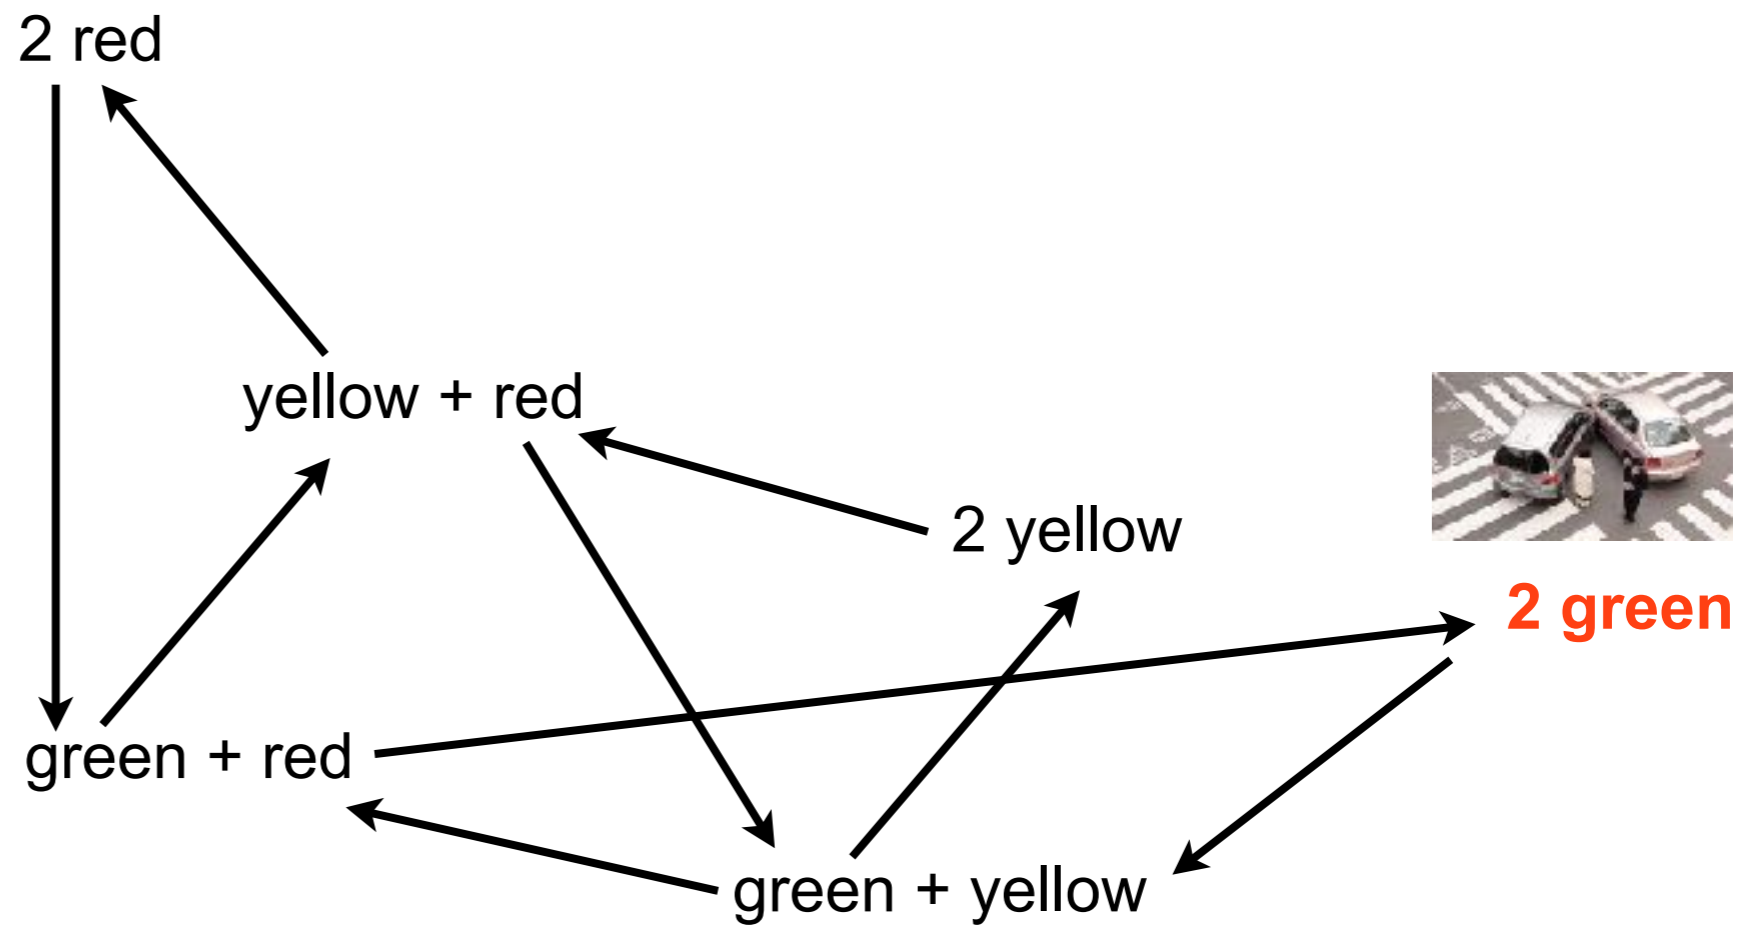 2 red
yellow + red
2 yellow
2 green
green + red
green + yellow